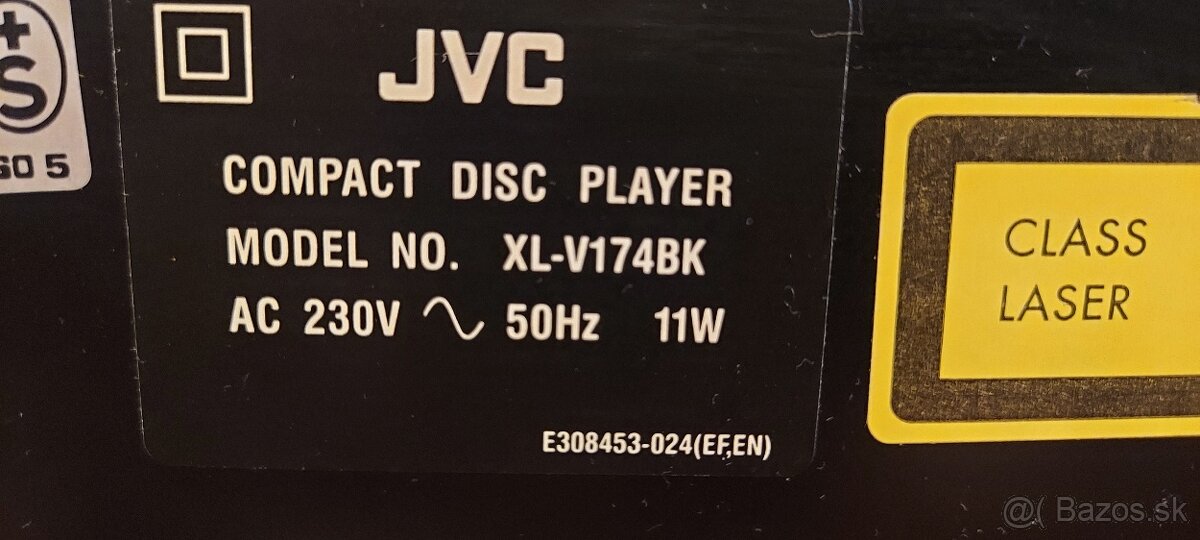 +
S
5
JVC
COMPACT DISC PLAYER
MODEL NO. XL-V174BK
AC 230V 50Hz 11W
E308453-024(EF,EN)
CLASS
LASER
@( Bazos.sk